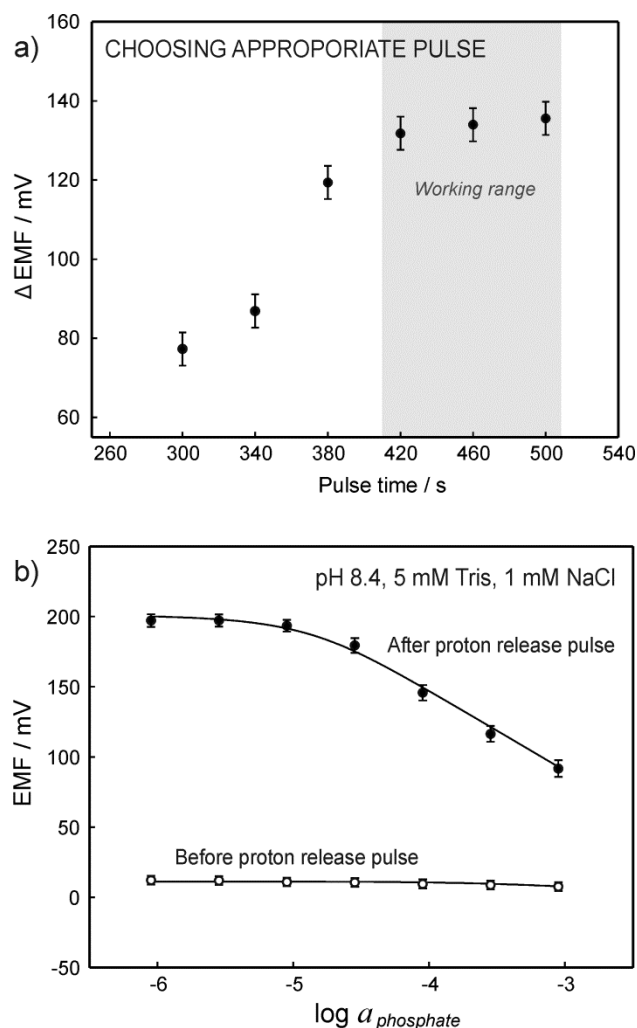 a)
CHOOSING APPROPORIATE PULSE
160
140
120
100
80
60
Δ EMF / mV
Working range
260 300 340 380 420 460 500 540
Pulse time / s
b)
pH 8.4, 5 mM Tris, 1 mM NaCl
250
200
150
100
50
0
-50
EMF / mV
After proton release pulse
Before proton release pulse
-6 -5 -4 -3
log a phosphate